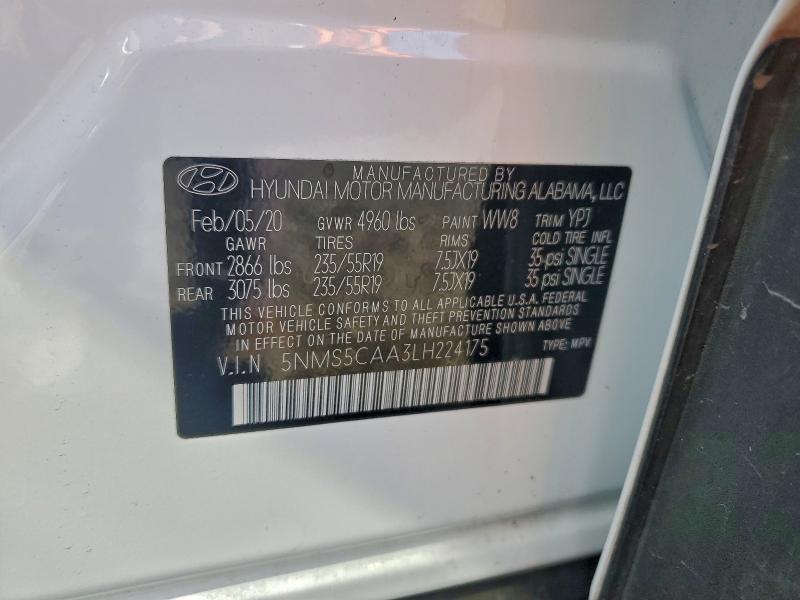 MANUFACTURED BY
HYUNDAI MOTOR MANUFACTURING ALABAMA, LLC
Feb/05/20 GVWR 4960 lbs PAINT WW8 TRIM YPJ
GAWR TIRES RIMS COLD TIRE INFL
FRONT 2866 lbs 235/55R19 7.5JX19 35 psi SINGLE
REAR 3075 lbs 235/55R19 7.5JX19 35 psi SINGLE
THIS VEHICLE CONFORMS TO ALL APPLICABLE U.S.A. FEDERAL
MOTOR VEHICLE SAFETY AND THEFT PREVENTION STANDARDS
IN EFFECT ON THE DATE OF MANUFACTURE SHOWN ABOVE.
V.I.N 5NMS5CAA3LH224175 TYPE: MPV